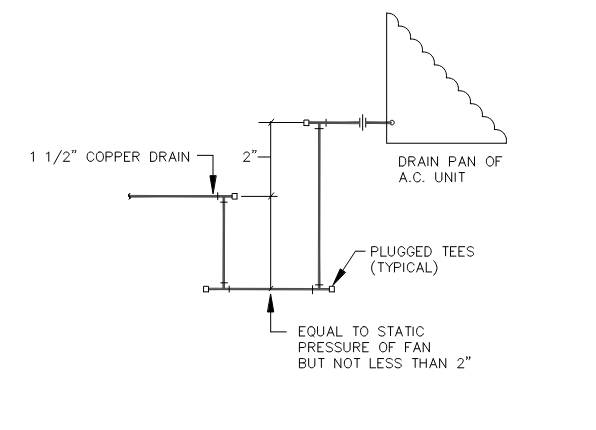 1 1/2" COPPER DRAIN
2"
DRAIN PAN OF
A.C. UNIT
PLUGGED TEES
(TYPICAL)
EQUAL TO STATIC
PRESSURE OF FAN
BUT NOT LESS THAN 2"